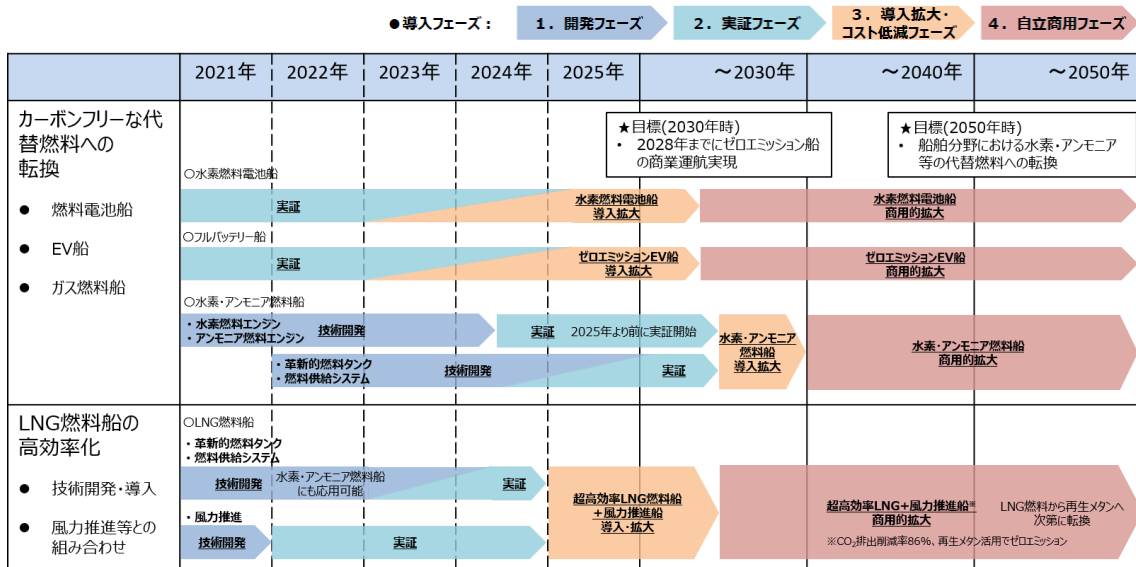 ●導入フェーズ：
1．開発フェーズ
2．実証フェーズ
3．導入拡大・
コスト低減フェーズ
4．自立商用フェーズ
2021年
2022年
2023年
2024年
2025年
～2030年
～2040年
～2050年
カーボンフリーな代
替燃料への
転換
● 燃料電池船
● EV船
● ガス燃料船
★目標(2030年時)
• 2028年までにゼロエミッション船
の商業運航実現
★目標(2050年時)
• 船舶分野における水素・アンモニア
等の代替燃料への転換
○水素燃料電池船
実証
水素燃料電池船
導入拡大
水素燃料電池船
商用的拡大
○フルバッテリー船
実証
ゼロエミッションEV船
導入拡大
ゼロエミッションEV船
商用的拡大
○水素・アンモニア燃料船
・水素燃料エンジン
・アンモニア燃料エンジン
技術開発
実証
2025年より前に実証開始
・革新的燃料タンク
・燃料供給システム
技術開発
実証
水素・アンモニア
燃料船
導入拡大
水素・アンモニア燃料船
商用的拡大
LNG燃料船の
高効率化
● 技術開発・導入
● 風力推進等との
組み合わせ
○LNG燃料船
・革新的燃料タンク
・燃料供給システム
技術開発
水素・アンモニア燃料船
にも応用可能
実証
・風力推進
技術開発
実証
超高効率LNG燃料船
＋風力推進船
導入・拡大
超高効率LNG+風力推進船※
商用的拡大
LNG燃料から再生メタンへ
次第に転換
※CO₂排出削減率86%、再生メタン活用でゼロエミッション